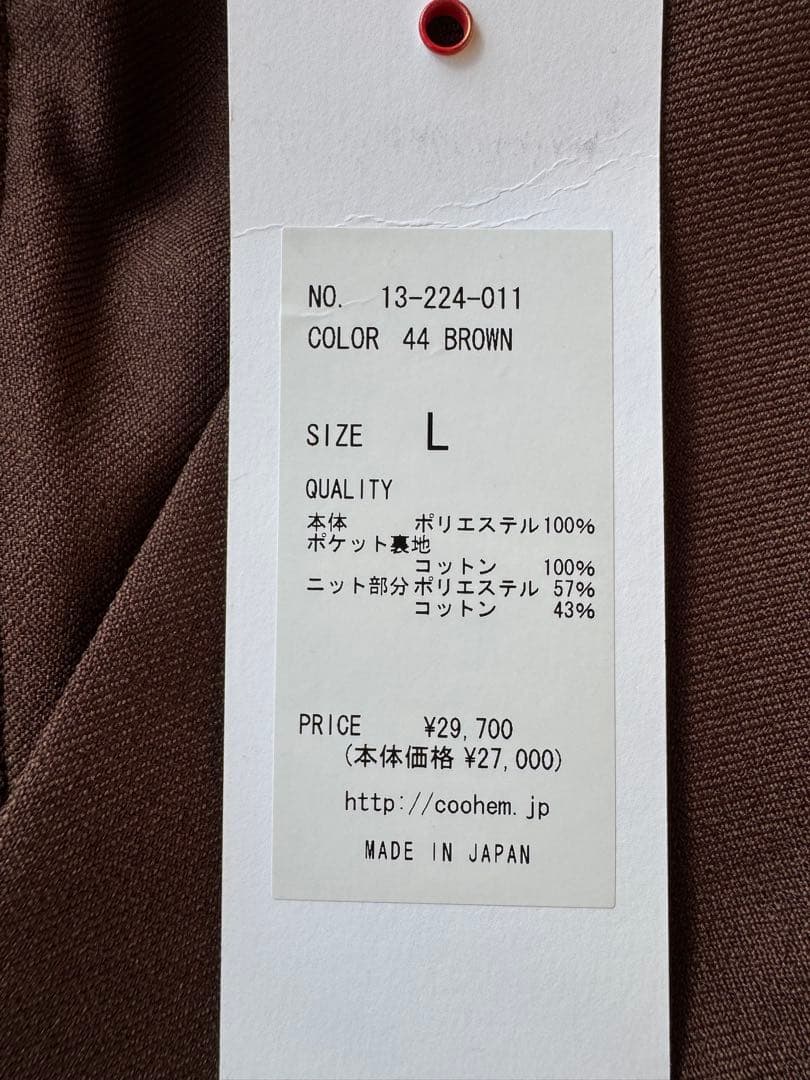 NO. 13-224-011
COLOR 44 BROWN
SIZE L
QUALITY
本体 ポリエステル100%
ポケット裏地
コットン 100%
ニット部分ポリエステル 57%
コットン 43%
PRICE ¥29,700
(本体価格 ¥27,000)
http://coohem.jp
MADE IN JAPAN